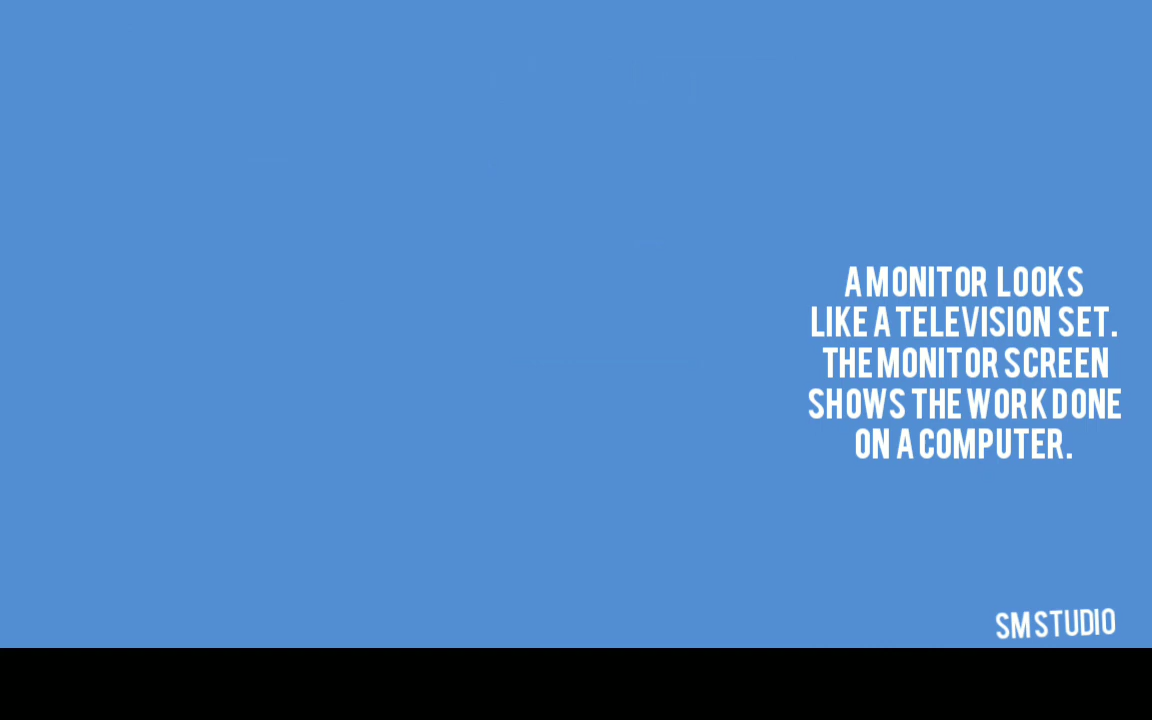 A MONITOR LOOKS
LIKE A TELEVISION SET.
THE MONITOR SCREEN
SHOWS THE WORK DONE
ON A COMPUTER.
SM STUDIO